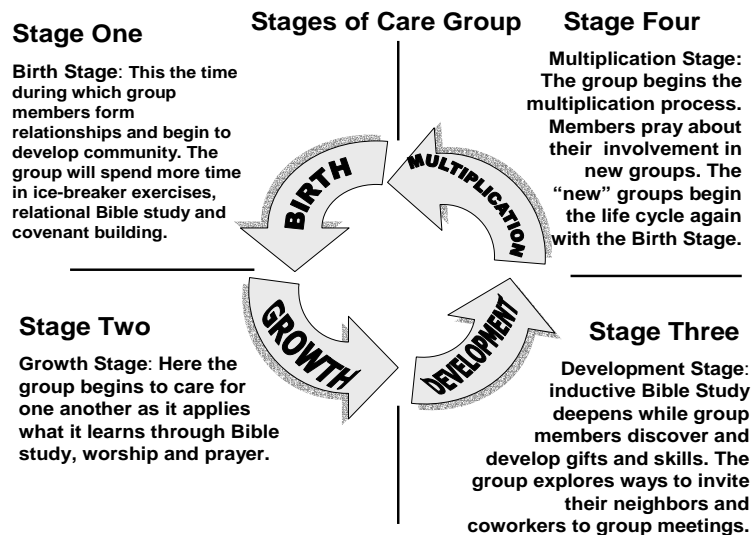 Stages of Care Group
Stage One
Birth Stage: This the time
during which group
members form
relationships and begin to
develop community. The
group will spend more time
in ice-breaker exercises,
relational Bible study and
covenant building.
Stage Two
Growth Stage: Here the
group begins to care for
one another as it applies
what it learns through Bible
study, worship and prayer.
Stage Three
Development Stage:
inductive Bible Study
deepens while group
members discover and
develop gifts and skills. The
group explores ways to invite
their neighbors and
coworkers to group meetings.
Stage Four
Multiplication Stage:
The group begins the
multiplication process.
Members pray about
their involvement in
new groups. The
“new” groups begin
the life cycle again
with the Birth Stage.
BIRTH
GROWTH
DEVELOPMENT
MULTIPLICATION